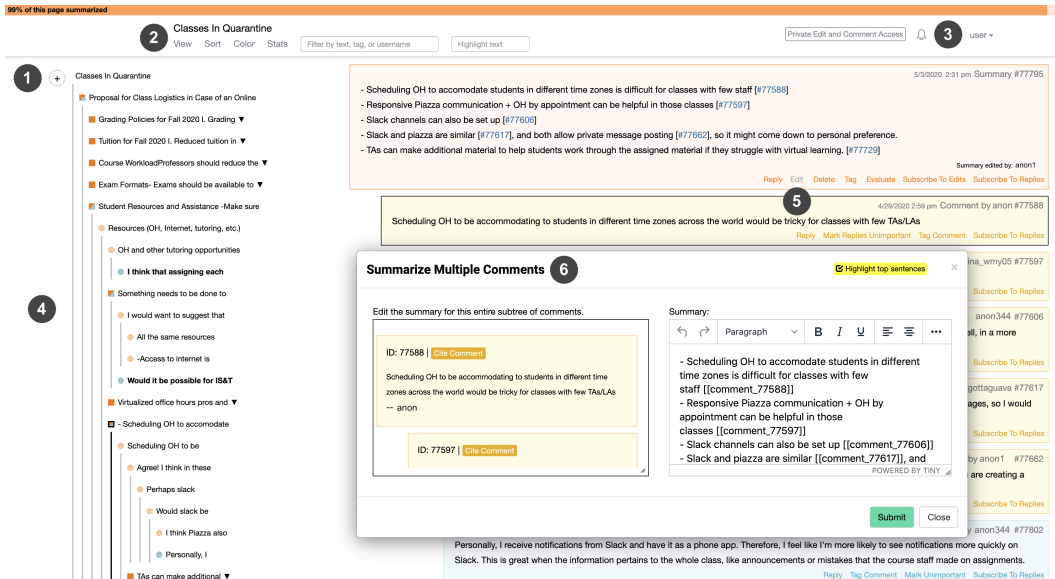 99% of this page summarized
Classes In Quarantine
2
View Sort Color Stats
Filter by text, tag, or username
Highlight text
Private Edit and Comment Access
3
user
1
+
Classes In Quarantine
Proposal for Class Logistics in Case of an Online
Grading Policies for Fall 2020 I. Grading ▼
Tuition for Fall 2020 I. Reduced tuition in ▼
Course WorkloadProfessors should reduce the ▼
Exam Formats- Exams should be available to ▼
Student Resources and Assistance -Make sure
Resources (OH, Internet, tutoring, etc.)
OH and other tutoring opportunities
I think that assigning each
Something needs to be done to
4
I would want to suggest that
All the same resources
-Access to internet is
Would it be possible for IS&T
Virtualized office hours pros and ▼
- Scheduling OH to accomodate
Scheduling OH to be
Agree! I think in these
Perhaps slack
Would slack be
I think Piazza also
Personally, I
TAs can make additional ▼
5/3/2020 2:31 pm Summary #77795
- Scheduling OH to accomodate students in different time zones is difficult for classes with few staff [#77588]
- Responsive Piazza communication + OH by appointment can be helpful in those classes [#77597]
- Slack channels can also be set up [#77606]
- Slack and piazza are similar [#77617], and both allow private message posting [#77662], so it might come down to personal preference.
- TAs can make additional material to help students work through the assigned material if they struggle with virtual learning. [#77729]
Summary edited by: anon1
Reply Edit Delete Tag Evaluate Subscribe To Edits Subscribe To Replies
5
4/29/2020 2:59 pm Comment by anon #77588
Scheduling OH to be accommodating to students in different time zones across the world would be tricky for classes with few TAs/LAs
Reply Mark Replies Unimportant Tag Comment Subscribe To Replies
Summarize Multiple Comments
6
Highlight top sentences
×
Edit the summary for this entire subtree of comments.
ID: 77588 | Cite Comment
Scheduling OH to be accommodating to students in different time
zones across the world would be tricky for classes with few TAs/LAs
-- anon
ID: 77597 | Cite Comment
Summary:
Paragraph
B I U
- Scheduling OH to accomodate students in different
time zones is difficult for classes with few
staff [[comment_77588]]
- Responsive Piazza communication + OH by
appointment can be helpful in those
classes [[comment_77597]]
- Slack channels can also be set up [[comment_77606]]
- Slack and piazza are similar [[comment_77617]], and
POWERED BY TINY
Submit Close
ina_wmy05 #77597
Subscribe To Replies
anon344 #77606
ell, in a more
Subscribe To Replies
gottaguava #77617
ages, so I would
Subscribe To Replies
by anon1 #77662
are creating a
Subscribe To Replies
y anon344 #77802
Personally, I receive notifications from Slack and have it as a phone app. Therefore, I feel like I'm more likely to see notifications more quickly on
Slack. This is great when the information pertains to the whole class, like announcements or mistakes that the course staff made on assignments.
Reply Tag Comment Mark Unimportant Subscribe To Replies